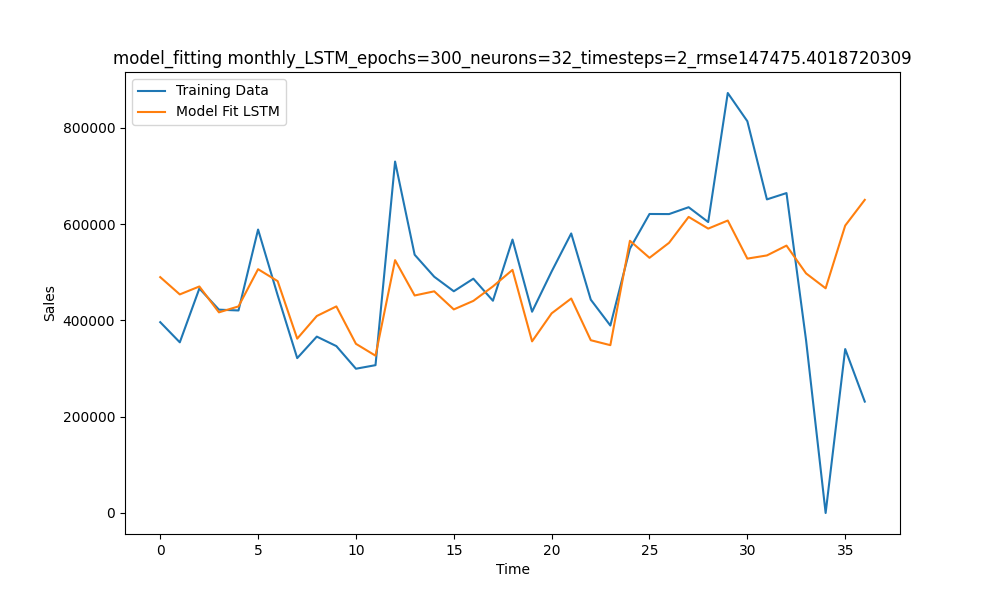 model_fitting monthly_LSTM_epochs=300_neurons=32_timesteps=2_rmse147475.4018720309
Training Data
Model Fit LSTM
800000
600000
400000
200000
0
Sales
0 5 10 15 20 25 30 35
Time